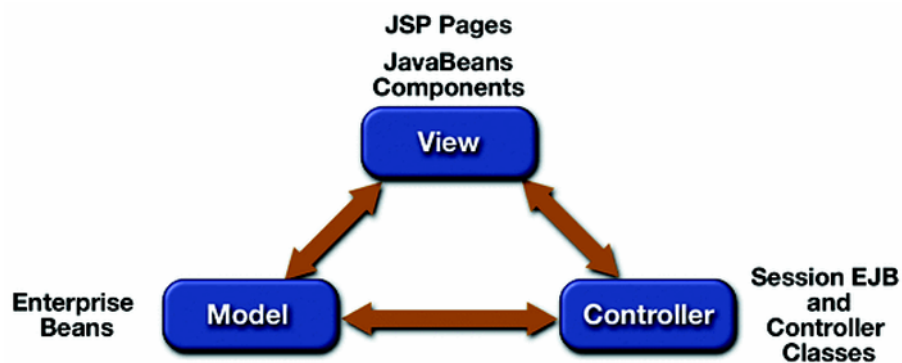 JSP Pages
JavaBeans
Components
View
Enterprise
Beans
Model
Controller
Session EJB
and
Controller
Classes